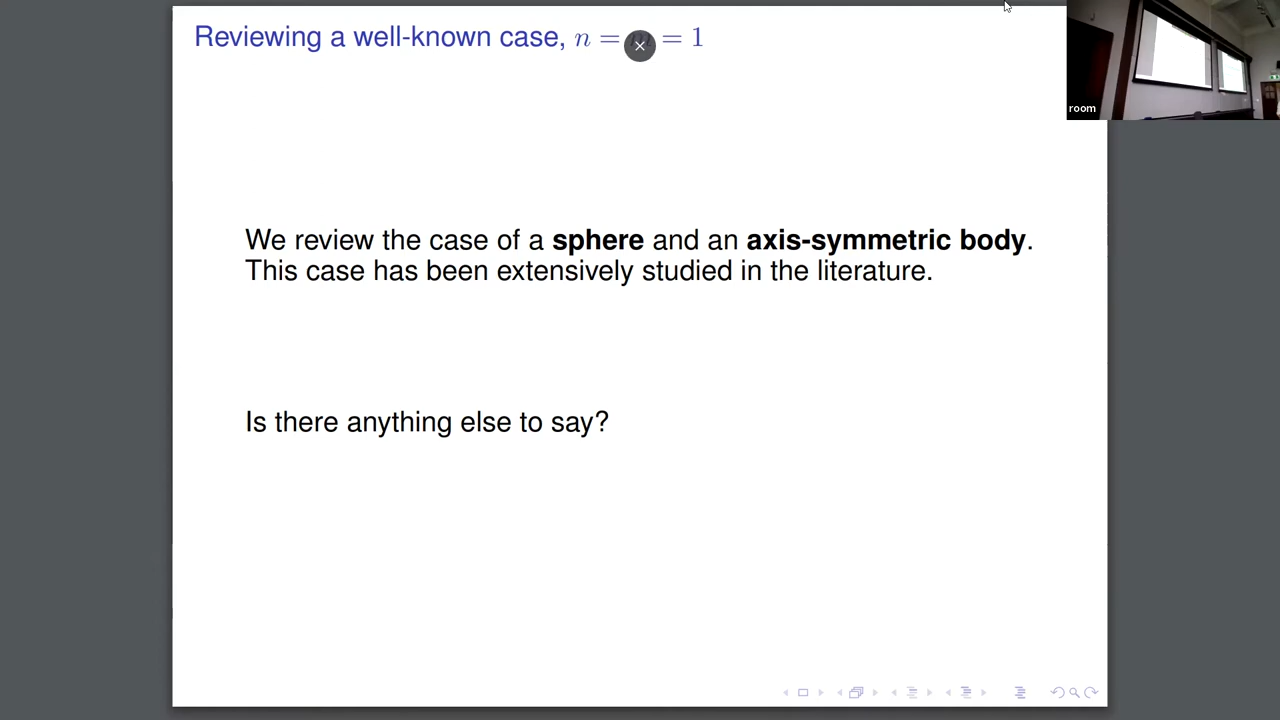 Reviewing a well-known case, n = = 1
room
We review the case of a sphere and an axis-symmetric body.
This case has been extensively studied in the literature.
Is there anything else to say?